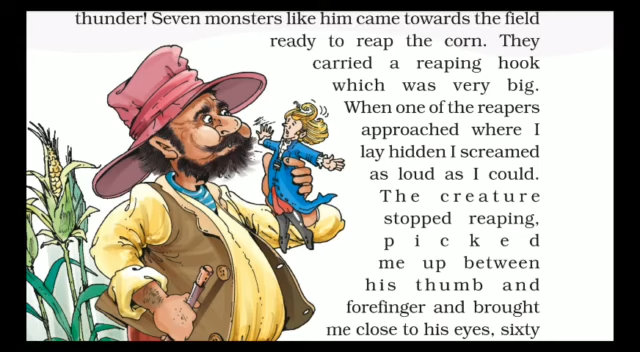 thunder! Seven monsters like him came towards the field
ready to reap the corn. They
carried a reaping hook
which was very big.
When one of the reapers
approached where I
lay hidden I screamed
as loud as I could.
The creature
stopped reaping,
picked
me up between
his thumb and
forefinger and brought
me close to his eyes, sixty